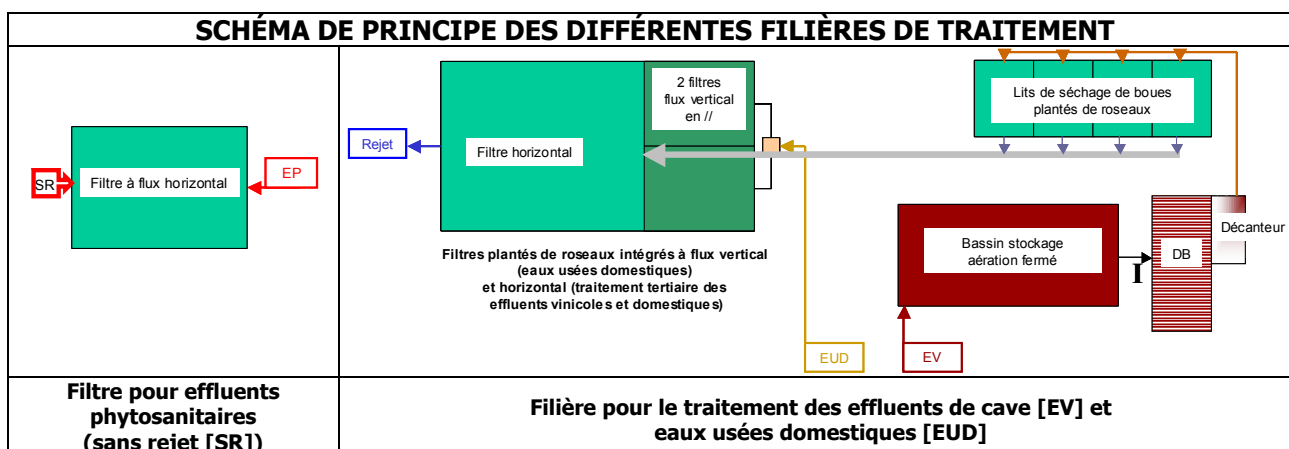 SCHÉMA DE PRINCIPE DES DIFFÉRENTES FILIÈRES DE TRAITEMENT
SR
Filtre à flux horizontal
EP
Rejet
Filtre horizontal
2 filtres
flux vertical
en //
Filtres plantés de roseaux intégrés à flux vertical
(eaux usées domestiques)
et horizontal (traitement tertiaire des
effluents vinicoles et domestiques)
EUD
Lits de séchage de boues
plantés de roseaux
Bassin stockage
aération fermé
I
DB
Décanteur
EV
Filtre pour effluents
phytosanitaires
(sans rejet [SR])
Filière pour le traitement des effluents de cave [EV] et
eaux usées domestiques [EUD]